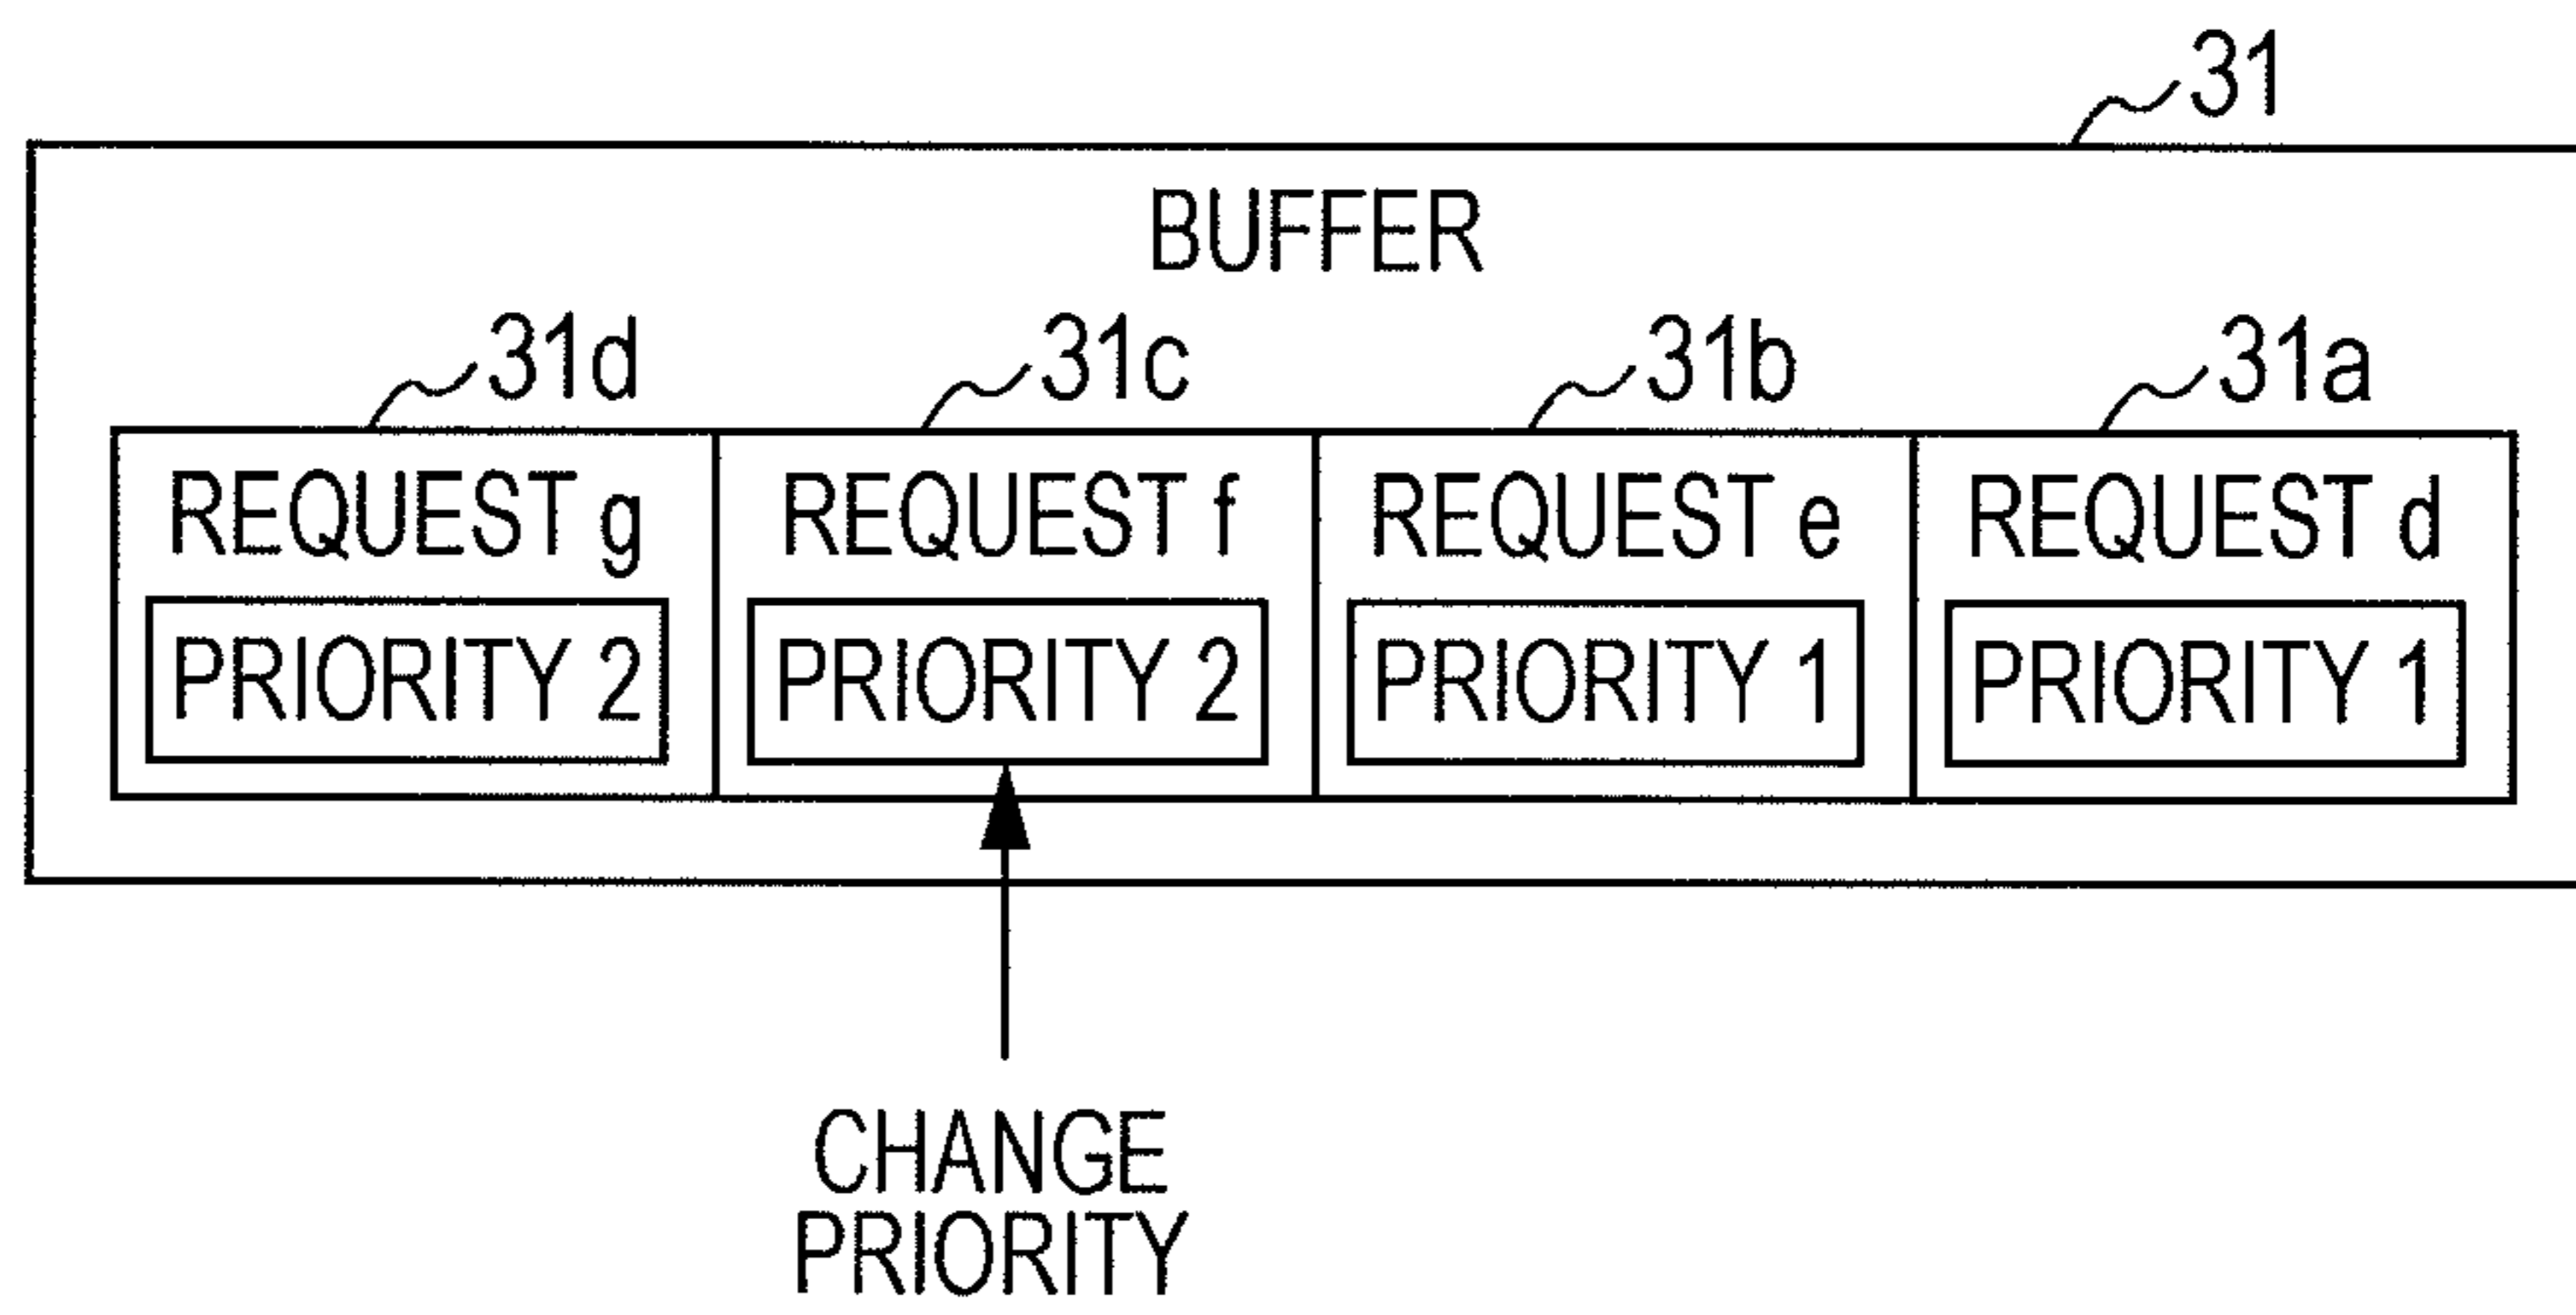 31
BUFFER
31d 31c 31b 31a
REQUEST g REQUEST f REQUEST e REQUEST d
PRIORITY 2 PRIORITY 2 PRIORITY 1 PRIORITY 1
CHANGE
PRIORITY